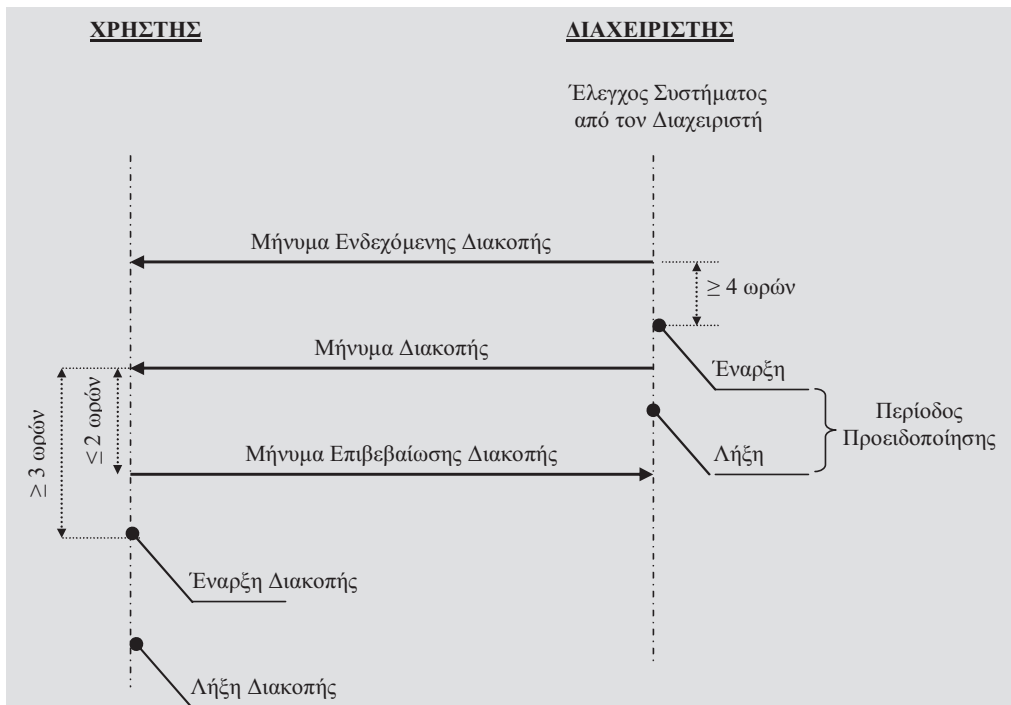 ΧΡΗΣΤΗΣ
ΔΙΑΧΕΙΡΙΣΤΗΣ
Έλεγχος Συστήματος
από τον Διαχειριστή
Μήνυμα Ενδεχόμενης Διακοπής
≥ 4 ωρών
Μήνυμα Διακοπής
Έναρξη
≥ 3 ωρών
≤ 2 ωρών
Περίοδος
Προειδοποίησης
Μήνυμα Επιβεβαίωσης Διακοπής
Λήξη
Έναρξη Διακοπής
Λήξη Διακοπής